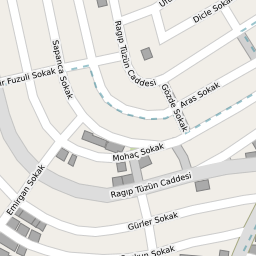 Dicle Sokak
Ragıp Tüzün Caddesi
Sapanca Sokak
Fuzuli Sokak
Gözde Sokak
Aras Sokak
Mohaç Sokak
Emirgan Sokak
Ragıp Tüzün Caddesi
Gürler Sokak
Sokak